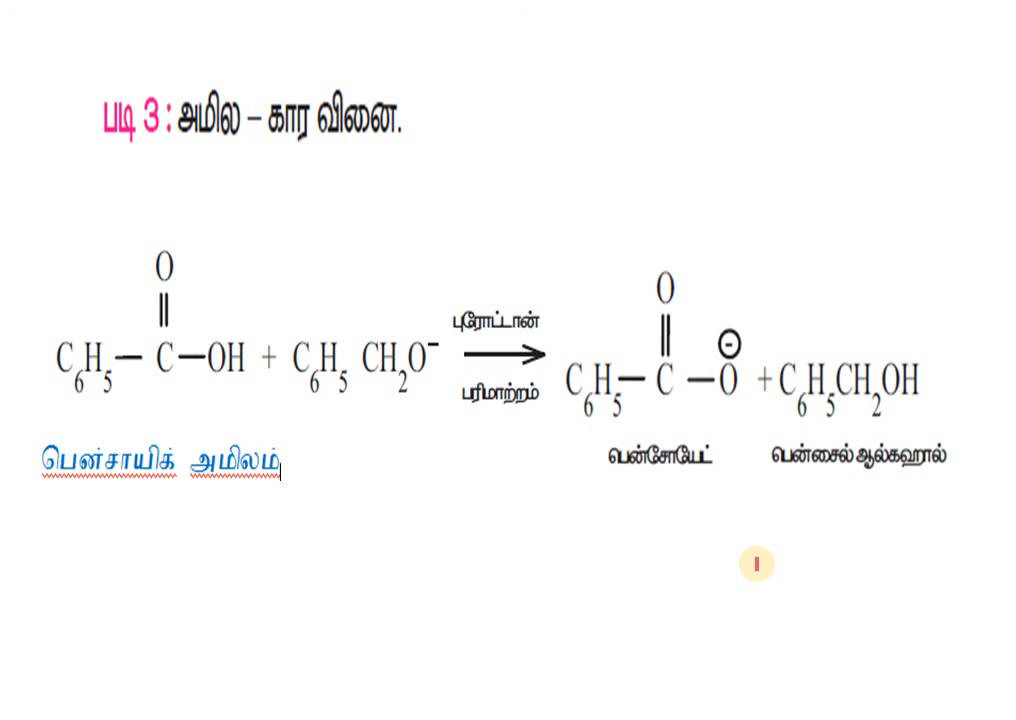 படி 3 : அமில – கார வினை.
O
||
C₆H₅ — C — OH + C₆H₅ CH₂O⁻
புரோட்டான்
பரிமாற்றம்
O
||
C₆H₅ — C — O⊖ + C₆H₅CH₂OH
பென்சாயிக் அமிலம்
பென்சோயேட்
பென்சைல் ஆல்கஹால்